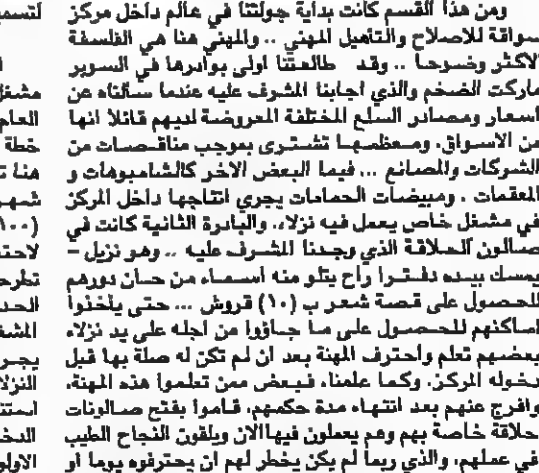 ومن هذا القسم كانت بداية جولتنا في عالم داخل مركز
سواقة للاصلاح والتاهيل المهني .. والمهني هنا هي الفلسفة
الاكثر وضوحا .. وقد طالعتنا اولى بوادرها في السوبر
ماركت الضخم والذي اجابنا المشرف عليه عندما سألناه عن
اسعار ومصادر السلع المختلفة المعروضة لديهم قائلا انها
من الاسواق، ومعظمها تشترى بموجب مناقصات من
الشركات والمصانع ... فيما البعض الاخر كالشامبوهات و
المعقمات . ومبيضات الحمامات يجري انتاجها داخل المركز
في مشغل خاص يعمل فيه نزلاء. والبادرة الثانية كانت في
صالون الحلاقة الذي وجدنا المشرف عليه .. وهو نزيل –
يمسك بيده دفترا راح يتلو منه اسماء من حان دورهم
للحصول على قصة شعر ب (١٠) قروش ... حتى ياخذوا
اماكنهم للحصول على ما جاؤوا من اجله على يد نزلاء
بعضهم تعلم واحترف المهنة بعد ان لم تكن له صلة بها قبل
دخوله المركز. وكما علمنا، فبعض ممن تعلموا هذه المهنة،
وافرج عنهم بعد انتهاء مدة حكمهم، قاموا بفتح صالونات
حلاقة خاصة بهم وهم يعملون فيها الان ويلقون النجاح الطيب
في عملهم، والذي ربما لم يكن يخطر لهم ان يحترفوه يوما أو
مشغل
العام
خطة
(١٠٠